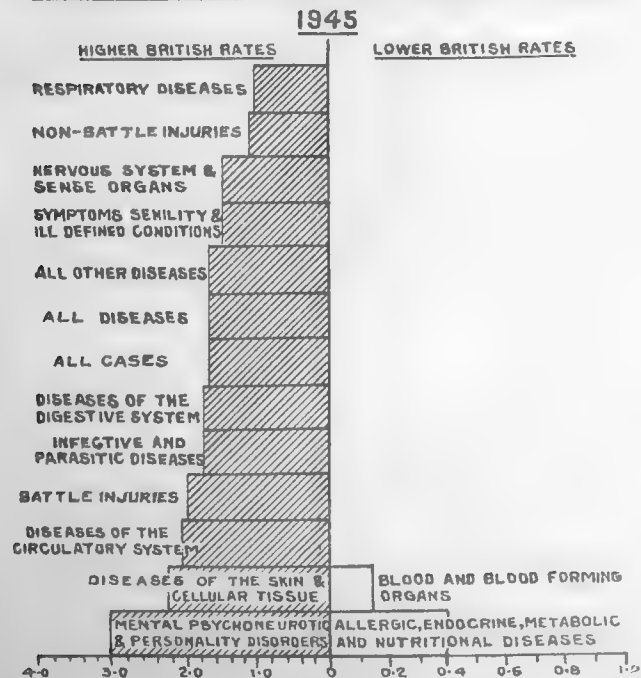 1945
HIGHER BRITISH RATES
LOWER BRITISH RATES
RESPIRATORY DISEASES
NON-BATTLE INJURIES
NERVOUS SYSTEM &
SENSE ORGANS
SYMPTOMS SENILITY &
ILL DEFINED CONDITIONS
ALL OTHER DISEASES
ALL DISEASES
ALL CASES
DISEASES OF THE
DIGESTIVE SYSTEM
INFECTIVE AND
PARASITIC DISEASES
BATTLE INJURIES
DISEASES OF THE
CIRCULATORY SYSTEM
DISEASES OF THE SKIN &
CELLULAR TISSUE
BLOOD AND BLOOD FORMING
ORGANS
MENTAL PSYCHONEUROTIC
& PERSONALITY DISORDERS
ALLERGIC, ENDOCRINE, METABOLIC
AND NUTRITIONAL DISEASES
4·0 3·0 2·0 1·0 0 0·2 0·4 0·6 0·8 1·0